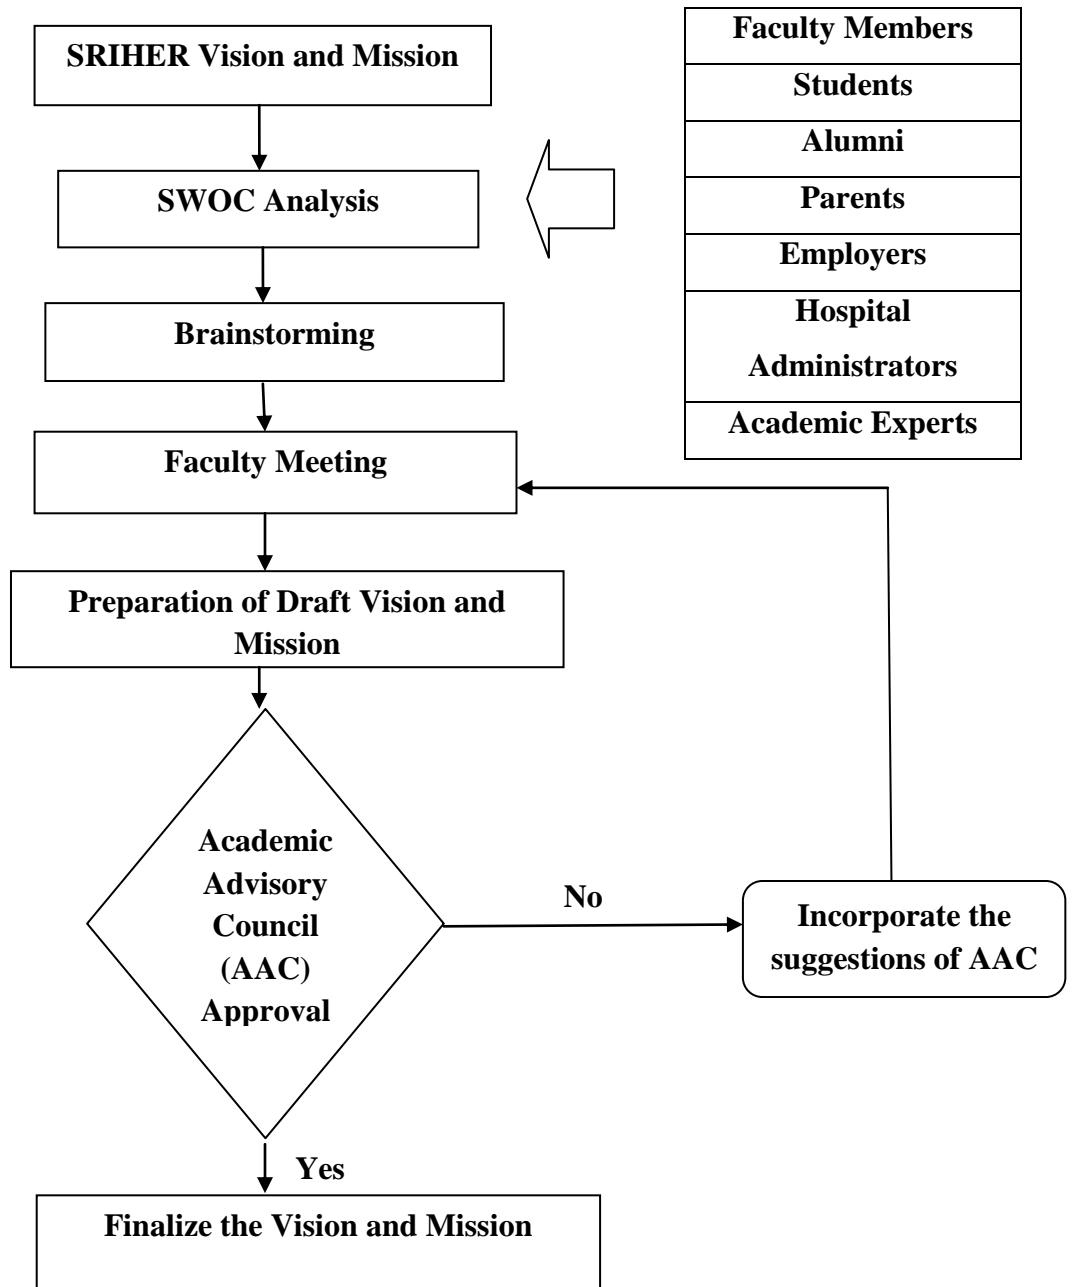 SRIHER Vision and Mission
SWOC Analysis
Brainstorming
Faculty Meeting
Preparation of Draft Vision and
Mission
Academic
Advisory
Council
(AAC)
Approval
No
Incorporate the
suggestions of AAC
Yes
Finalize the Vision and Mission
Faculty Members
Students
Alumni
Parents
Employers
Hospital
Administrators
Academic Experts